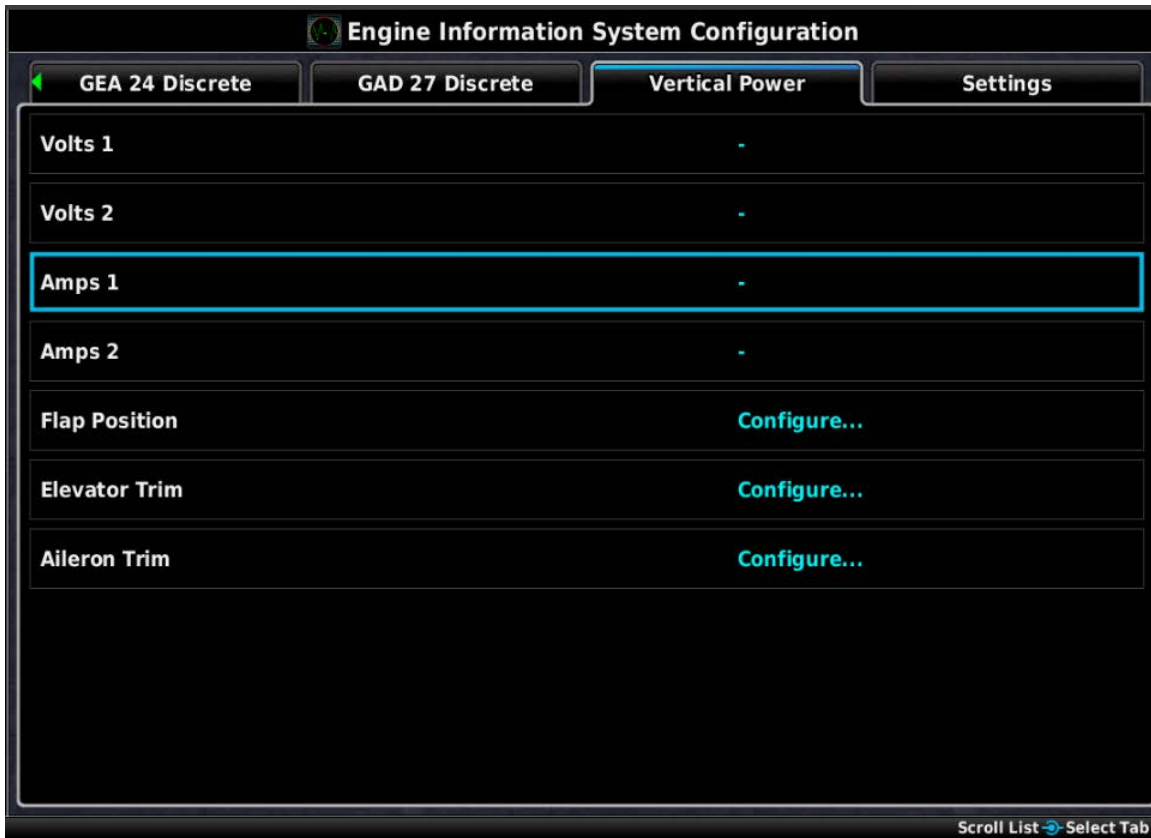 Engine Information System Configuration
GEA 24 Discrete GAD 27 Discrete Vertical Power Settings
Volts 1 -
Volts 2 -
Amps 1 -
Amps 2 -
Flap Position Configure...
Elevator Trim Configure...
Aileron Trim Configure...
Scroll List Select Tab